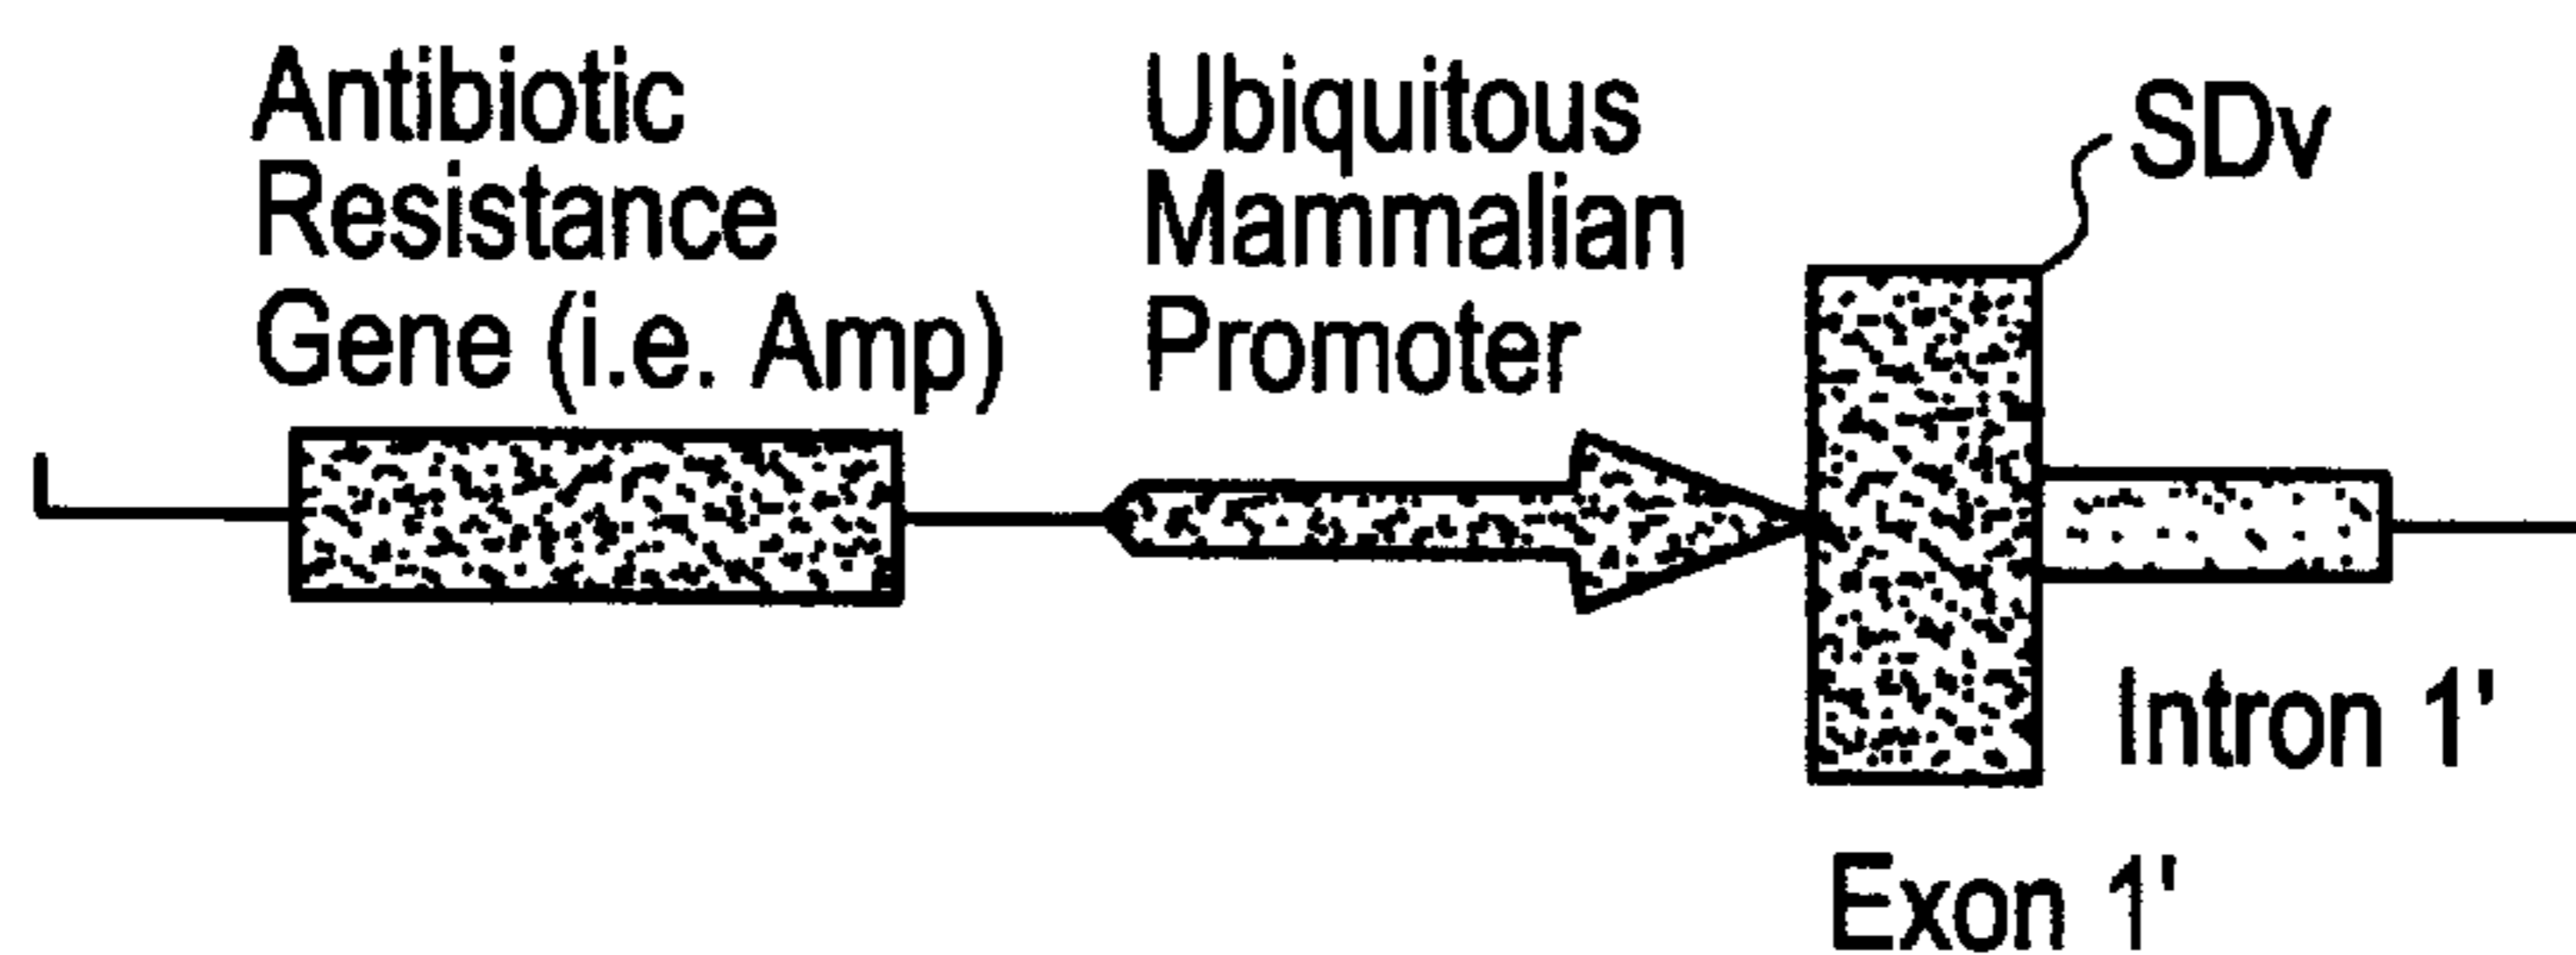 Antibiotic
Resistance
Gene (i.e. Amp)
Ubiquitous
Mammalian
Promoter
SDv
Intron 1'
Exon 1'